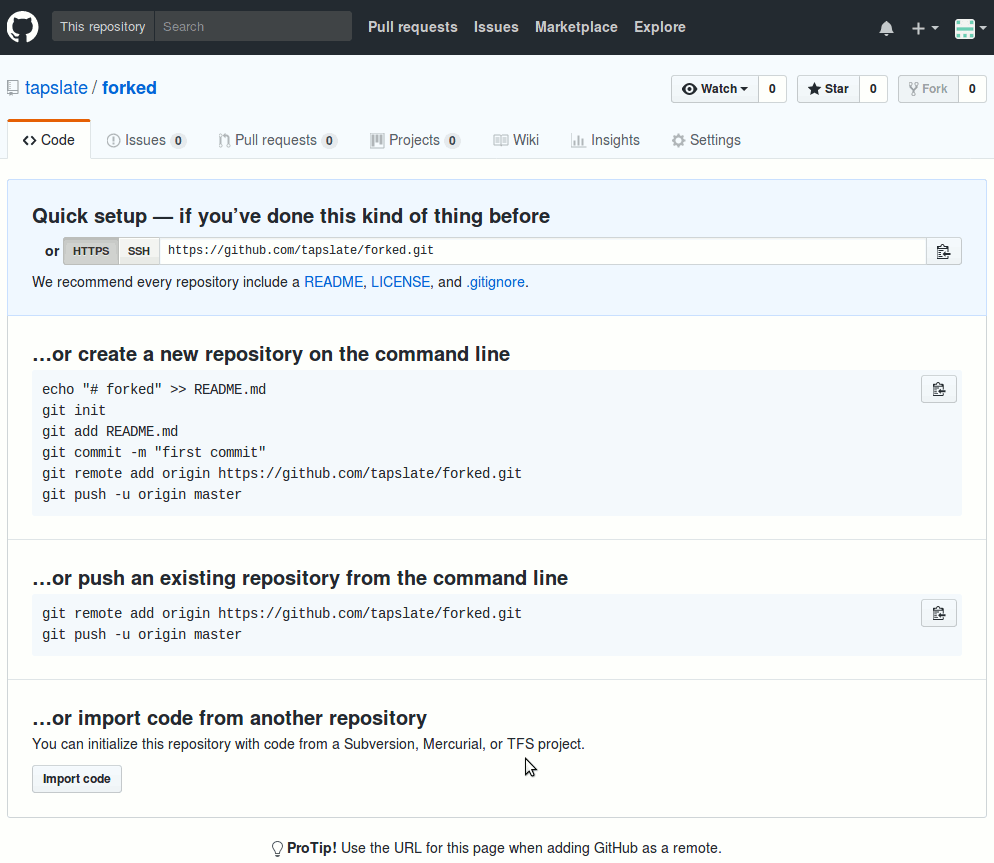 This repository Search Pull requests Issues Marketplace Explore
tapslate / forked Watch 0 Star 0 Fork 0
Code Issues 0 Pull requests 0 Projects 0 Wiki Insights Settings
Quick setup — if you’ve done this kind of thing before
or HTTPS SSH https://github.com/tapslate/forked.git
We recommend every repository include a README, LICENSE, and .gitignore.
…or create a new repository on the command line
echo "# forked" >> README.md
git init
git add README.md
git commit -m "first commit"
git remote add origin https://github.com/tapslate/forked.git
git push -u origin master
…or push an existing repository from the command line
git remote add origin https://github.com/tapslate/forked.git
git push -u origin master
…or import code from another repository
You can initialize this repository with code from a Subversion, Mercurial, or TFS project.
Import code
ProTip! Use the URL for this page when adding GitHub as a remote.